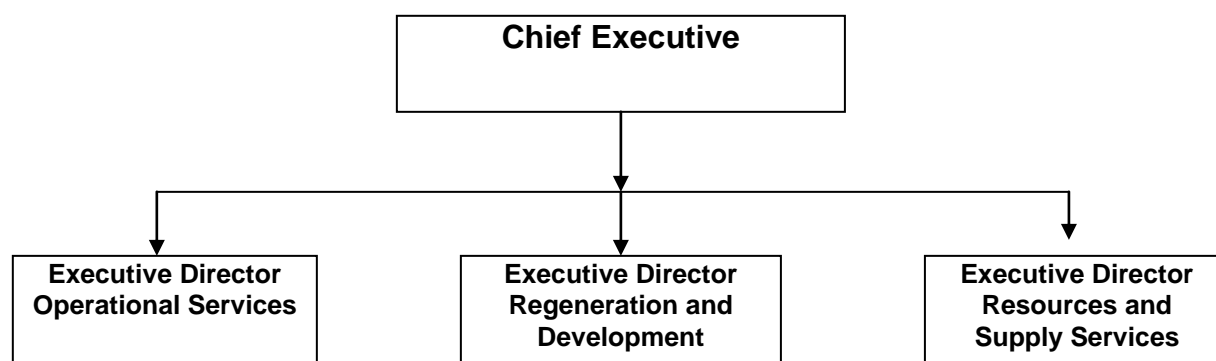 Chief Executive
Executive Director
Operational Services
Executive Director
Regeneration and
Development
Executive Director
Resources and
Supply Services